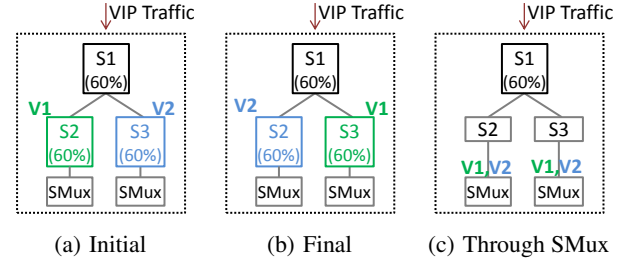 VIP Traffic
S1
(60%)
V1
V2
S2
(60%)
S3
(60%)
SMux
SMux
(a) Initial
VIP Traffic
S1
(60%)
V2
V1
S2
(60%)
S3
(60%)
SMux
SMux
(b) Final
VIP Traffic
S1
(60%)
S2
S3
V1,V2
V1,V2
SMux
SMux
(c) Through SMux